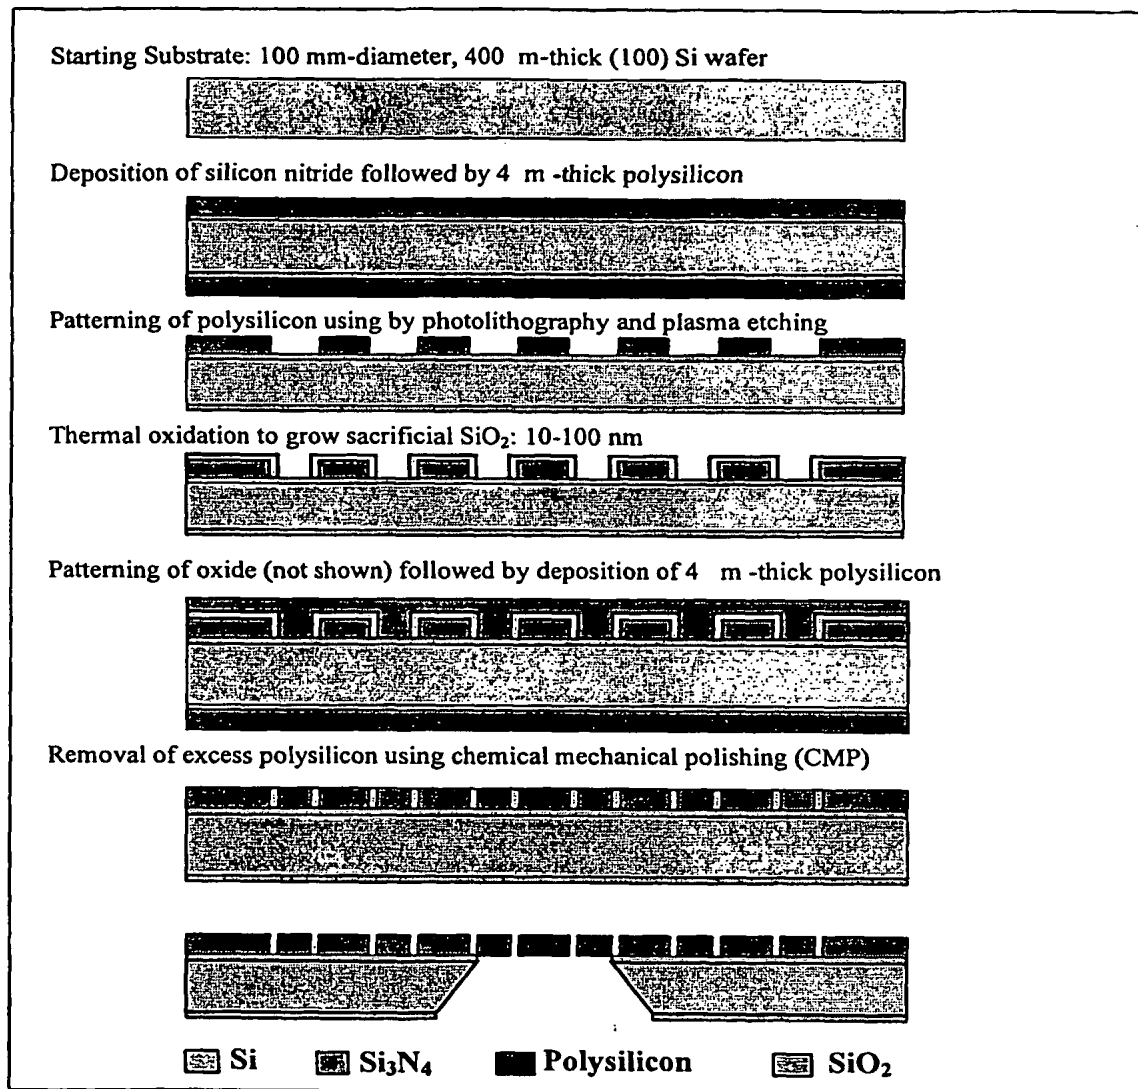 Starting Substrate: 100 mm-diameter, 400 m-thick (100) Si wafer
Deposition of silicon nitride followed by 4 m -thick polysilicon
Patterning of polysilicon using by photolithography and plasma etching
Thermal oxidation to grow sacrificial SiO₂: 10-100 nm
Patterning of oxide (not shown) followed by deposition of 4 m -thick polysilicon
Removal of excess polysilicon using chemical mechanical polishing (CMP)
Si Si₃N₄ Polysilicon SiO₂